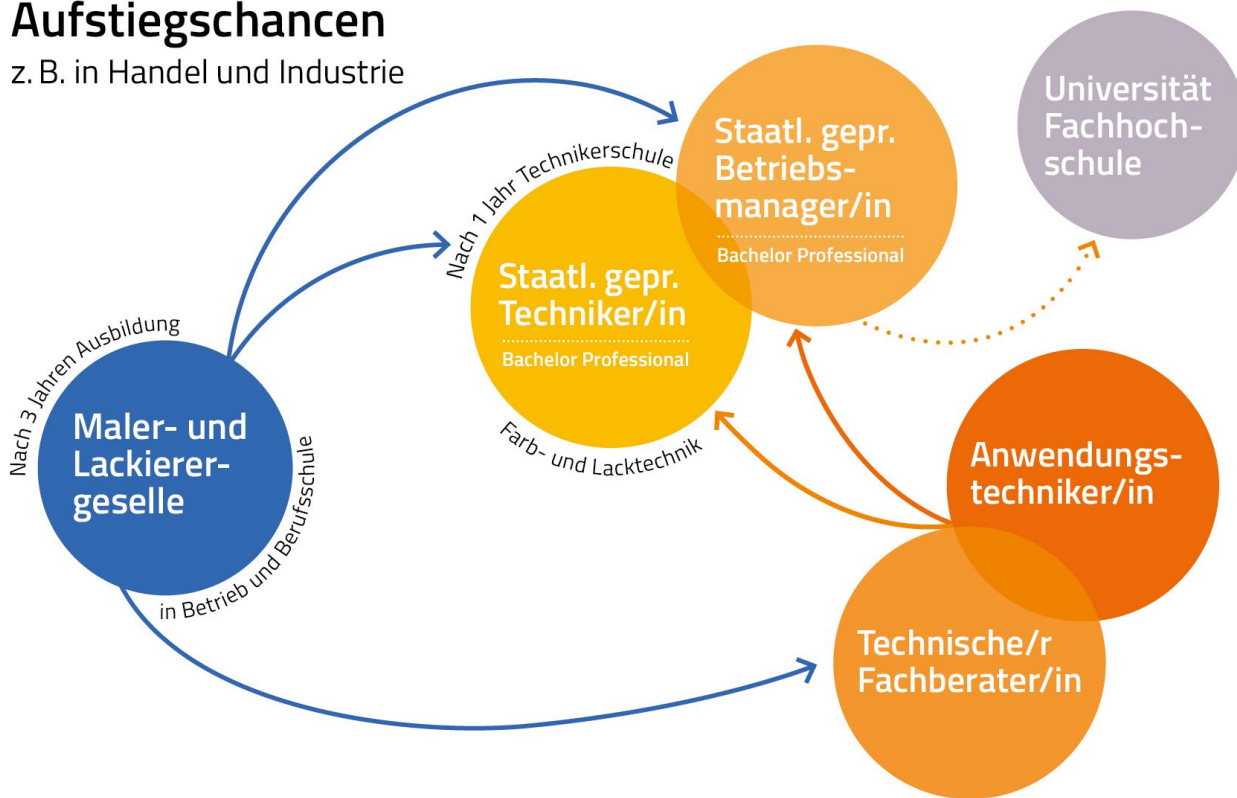 Aufstiegschancen
z. B. in Handel und Industrie
Nach 3 Jahren Ausbildung
Maler- und
Lackierer-
geselle
in Betrieb und Berufsschule
Nach 1 Jahr Technikerschule
Staatl. gepr.
Techniker/in
Bachelor Professional
Farb- und Lacktechnik
Staatl. gepr.
Betriebs-
manager/in
Bachelor Professional
Universität
Fachhoch-
schule
Anwendungs-
techniker/in
Technische/r
Fachberater/in